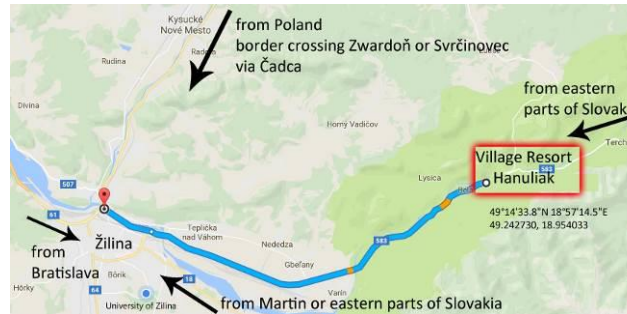 Kysucké
Nové Mesto
from Poland
border crossing Zwardoň or Svrčinovec
via Čadca
Rudina
Divina
from eastern
parts of Slovak
Horný Vadičov
Village Resort
Hanuliak
583
Terch
Lysica
507
49°14'33.8"N 18°57'14.5"E
49.242730, 18.954033
61
Teplička
nad Váhom
Žilina
583
Nededza
from
Bratislava
Gbeľany
Bôrik
18
Hôrky
64
University of Zilina
Varín
from Martin or eastern parts of Slovakia